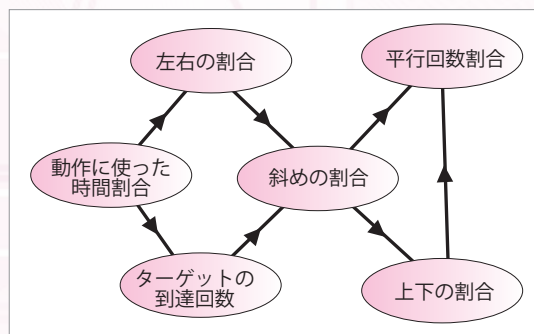 左右の割合
平行回数割合
動作に使った
時間割合
斜めの割合
ターゲットの
到達回数
上下の割合